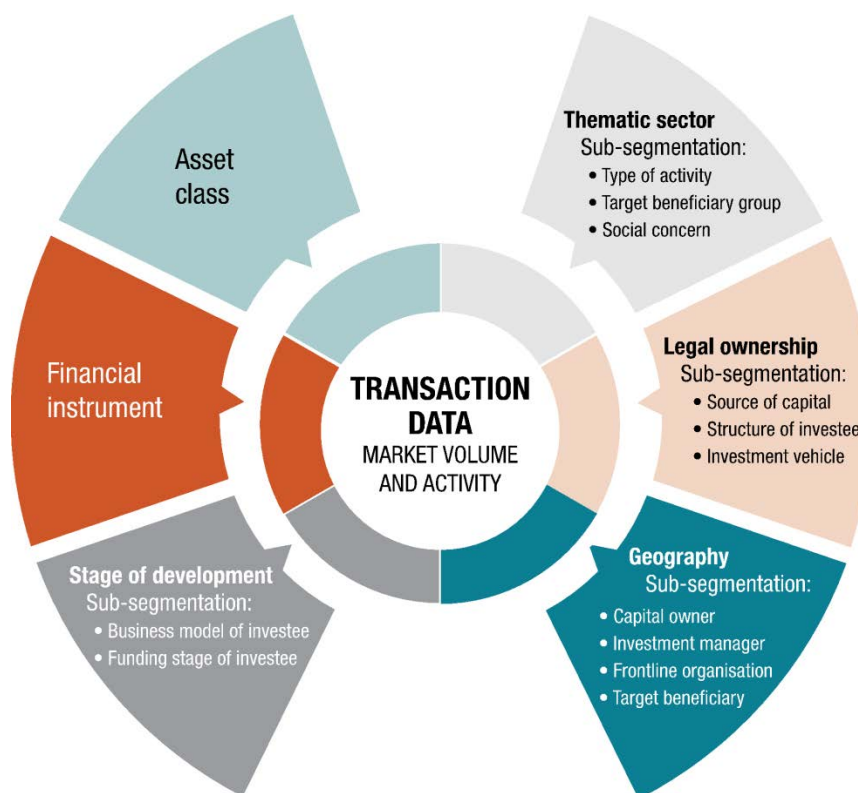 Asset
class
Thematic sector
Sub-segmentation:
• Type of activity
• Target beneficiary group
• Social concern
Financial
instrument
TRANSACTION
DATA
MARKET VOLUME
AND ACTIVITY
Legal ownership
Sub-segmentation:
• Source of capital
• Structure of investee
• Investment vehicle
Stage of development
Sub-segmentation:
• Business model of investee
• Funding stage of investee
Geography
Sub-segmentation:
• Capital owner
• Investment manager
• Frontline organisation
• Target beneficiary